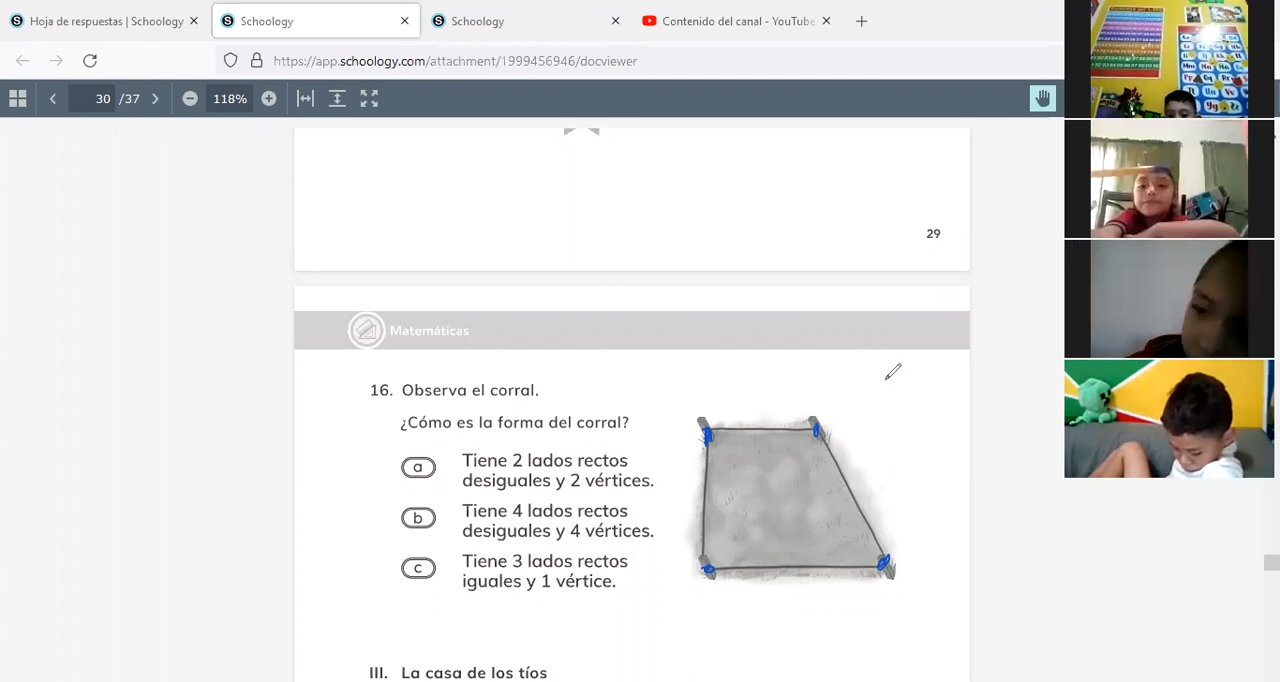 Hoja de respuestas | Schoology
Schoology
Schoology
Contenido del canal - YouTube
https://app.schoology.com/attachment/1999456946/docviewer
30 /37
118%
29
Matemáticas
16. Observa el corral.
¿Cómo es la forma del corral?
a Tiene 2 lados rectos
desiguales y 2 vértices.
b Tiene 4 lados rectos
desiguales y 4 vértices.
c Tiene 3 lados rectos
iguales y 1 vértice.
III. La casa de los tíos